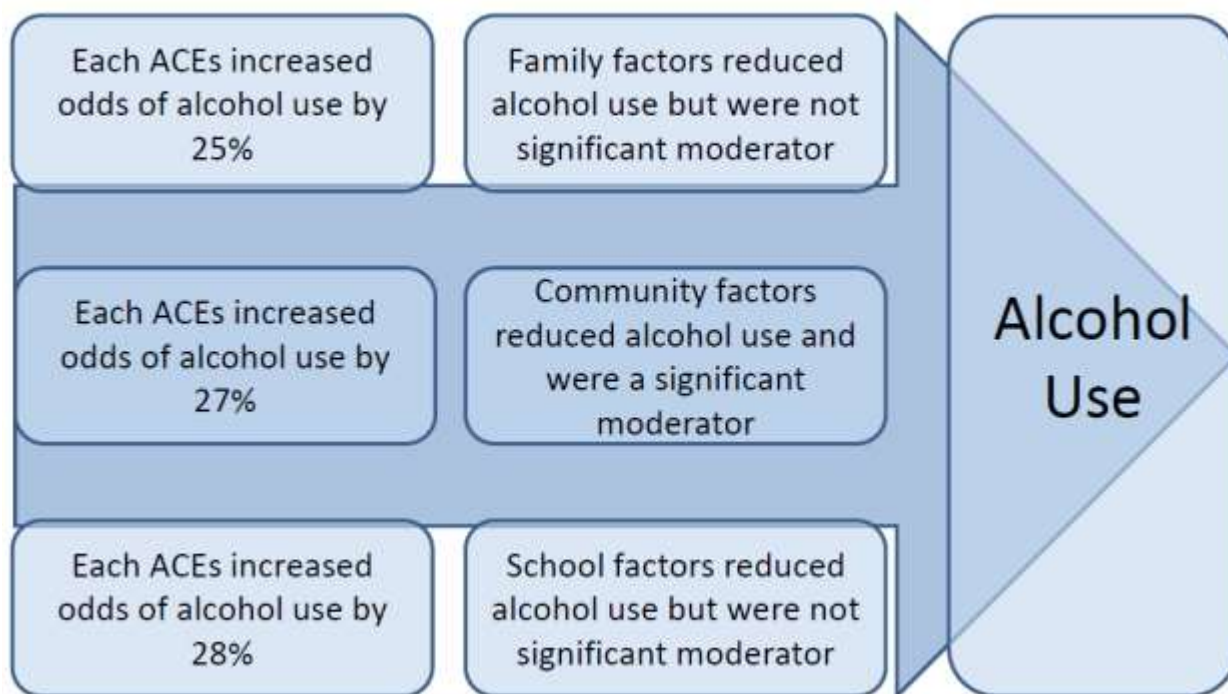 Each ACEs increased
odds of alcohol use by
25%
Family factors reduced
alcohol use but were not
significant moderator
Each ACEs increased
odds of alcohol use by
27%
Community factors
reduced alcohol use and
were a significant
moderator
Each ACEs increased
odds of alcohol use by
28%
School factors reduced
alcohol use but were not
significant moderator
Alcohol
Use